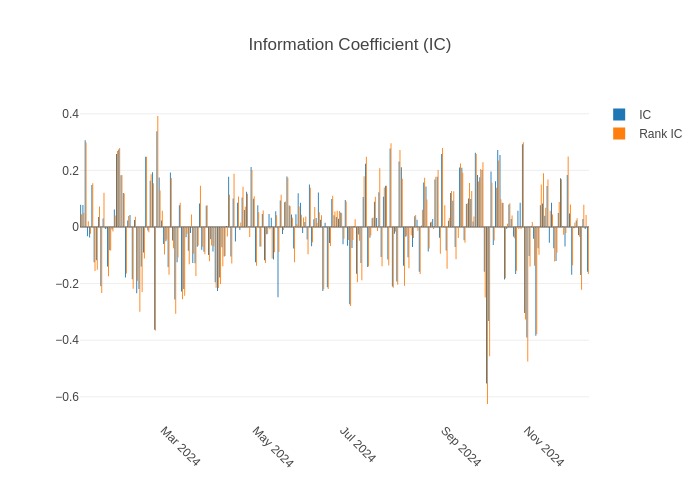 Information Coefficient (IC)
IC
Rank IC
0.4
0.2
0
−0.2
−0.4
−0.6
Mar 2024
May 2024
Jul 2024
Sep 2024
Nov 2024